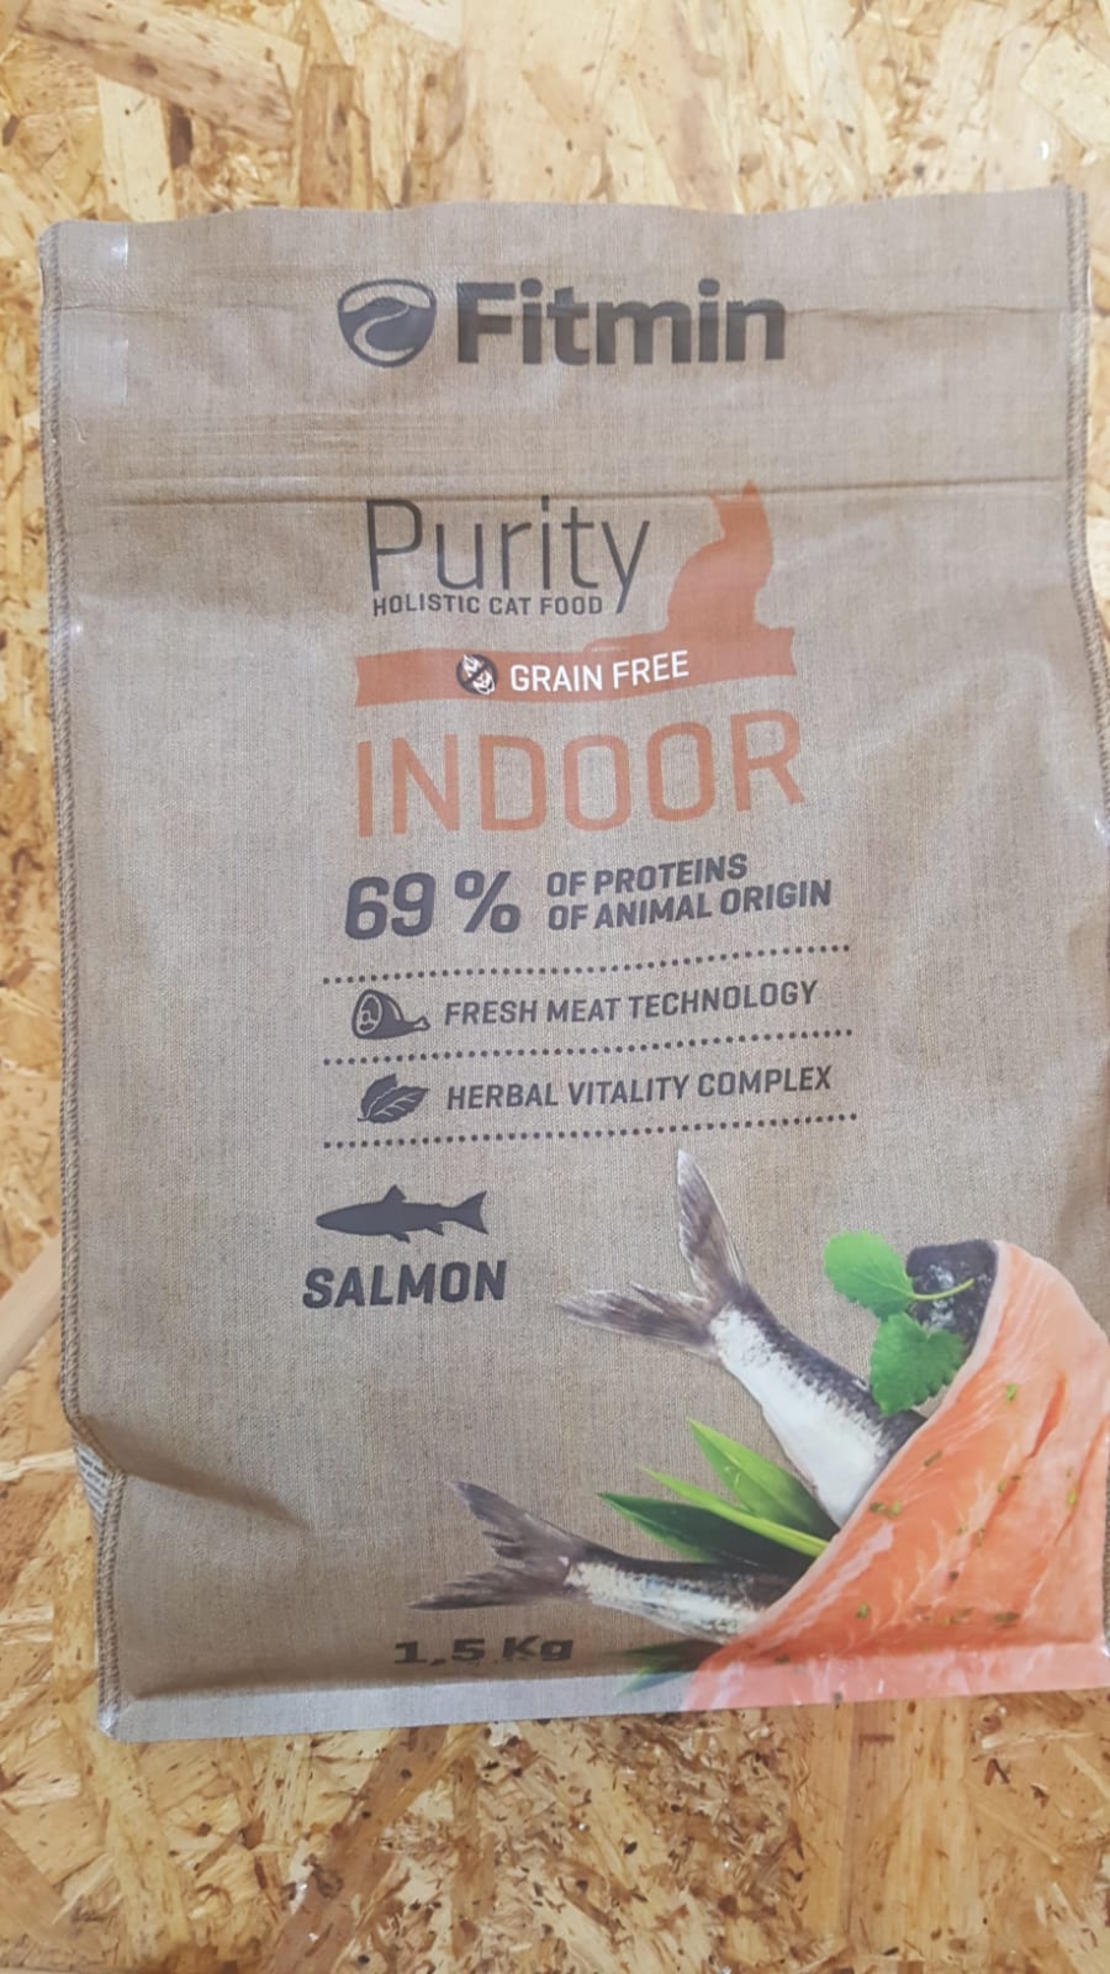 Fitmin
Purity
HOLISTIC CAT FOOD
GRAIN FREE
INDOOR
69 % OF PROTEINS
OF ANIMAL ORIGIN
FRESH MEAT TECHNOLOGY
HERBAL VITALITY COMPLEX
SALMON
1,5 Kg